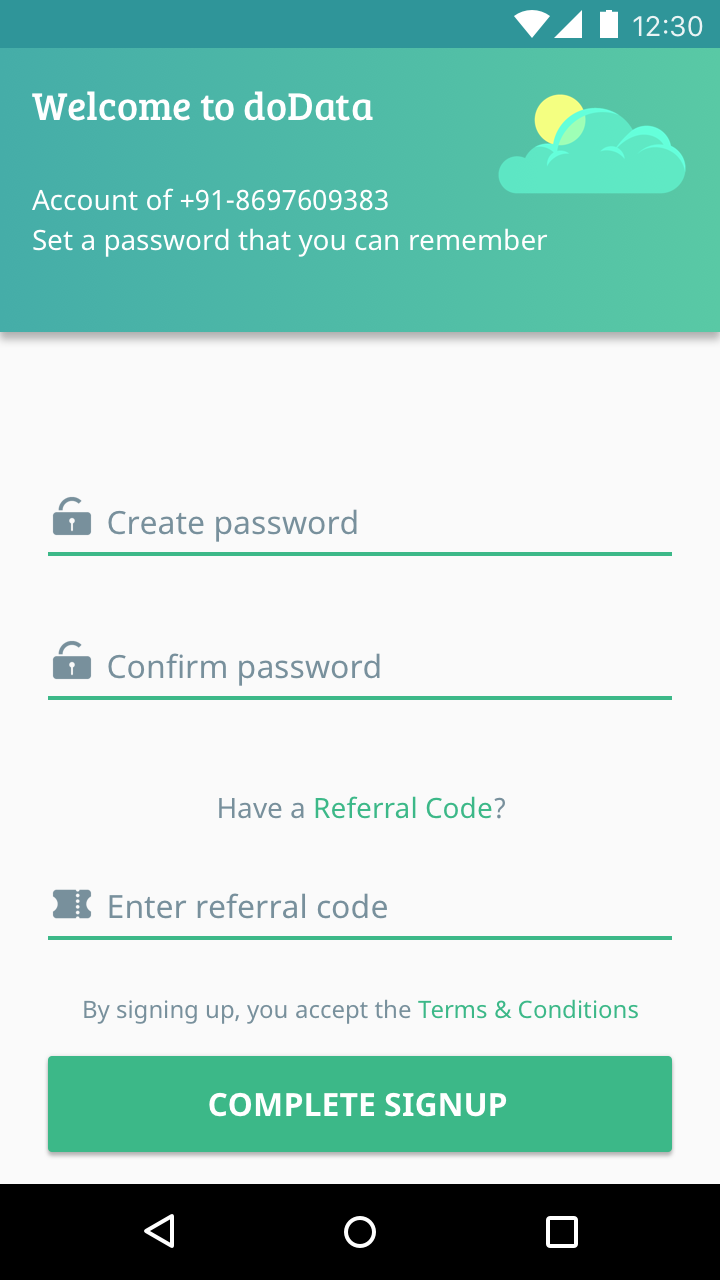 12:30
Welcome to doData
Account of +91-8697609383
Set a password that you can remember
Create password
Confirm password
Have a Referral Code?
Enter referral code
By signing up, you accept the Terms & Conditions
COMPLETE SIGNUP